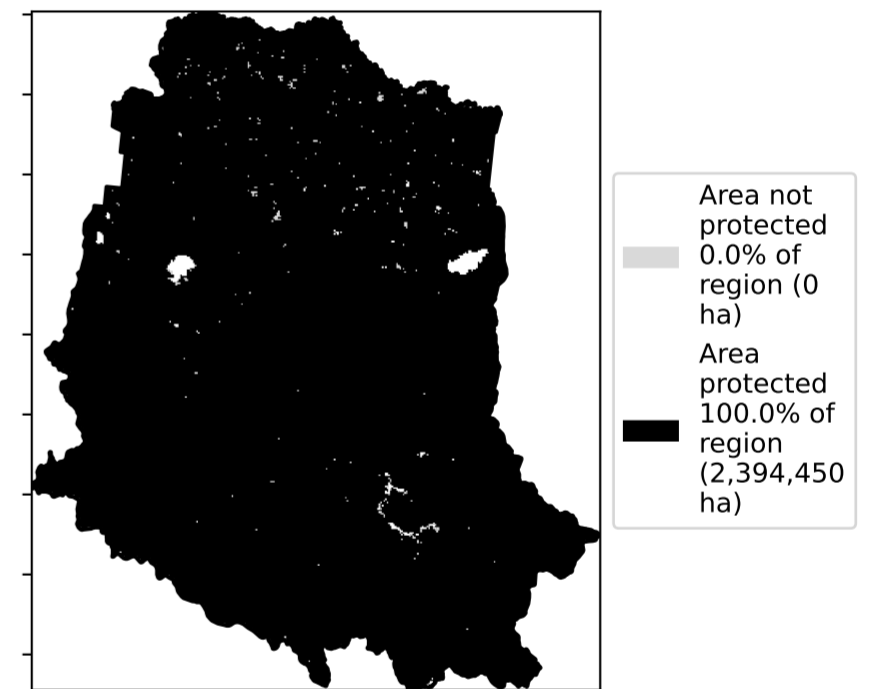 Area not
protected
0.0% of
region (0
ha)
Area
protected
100.0% of
region
(2,394,450
ha)